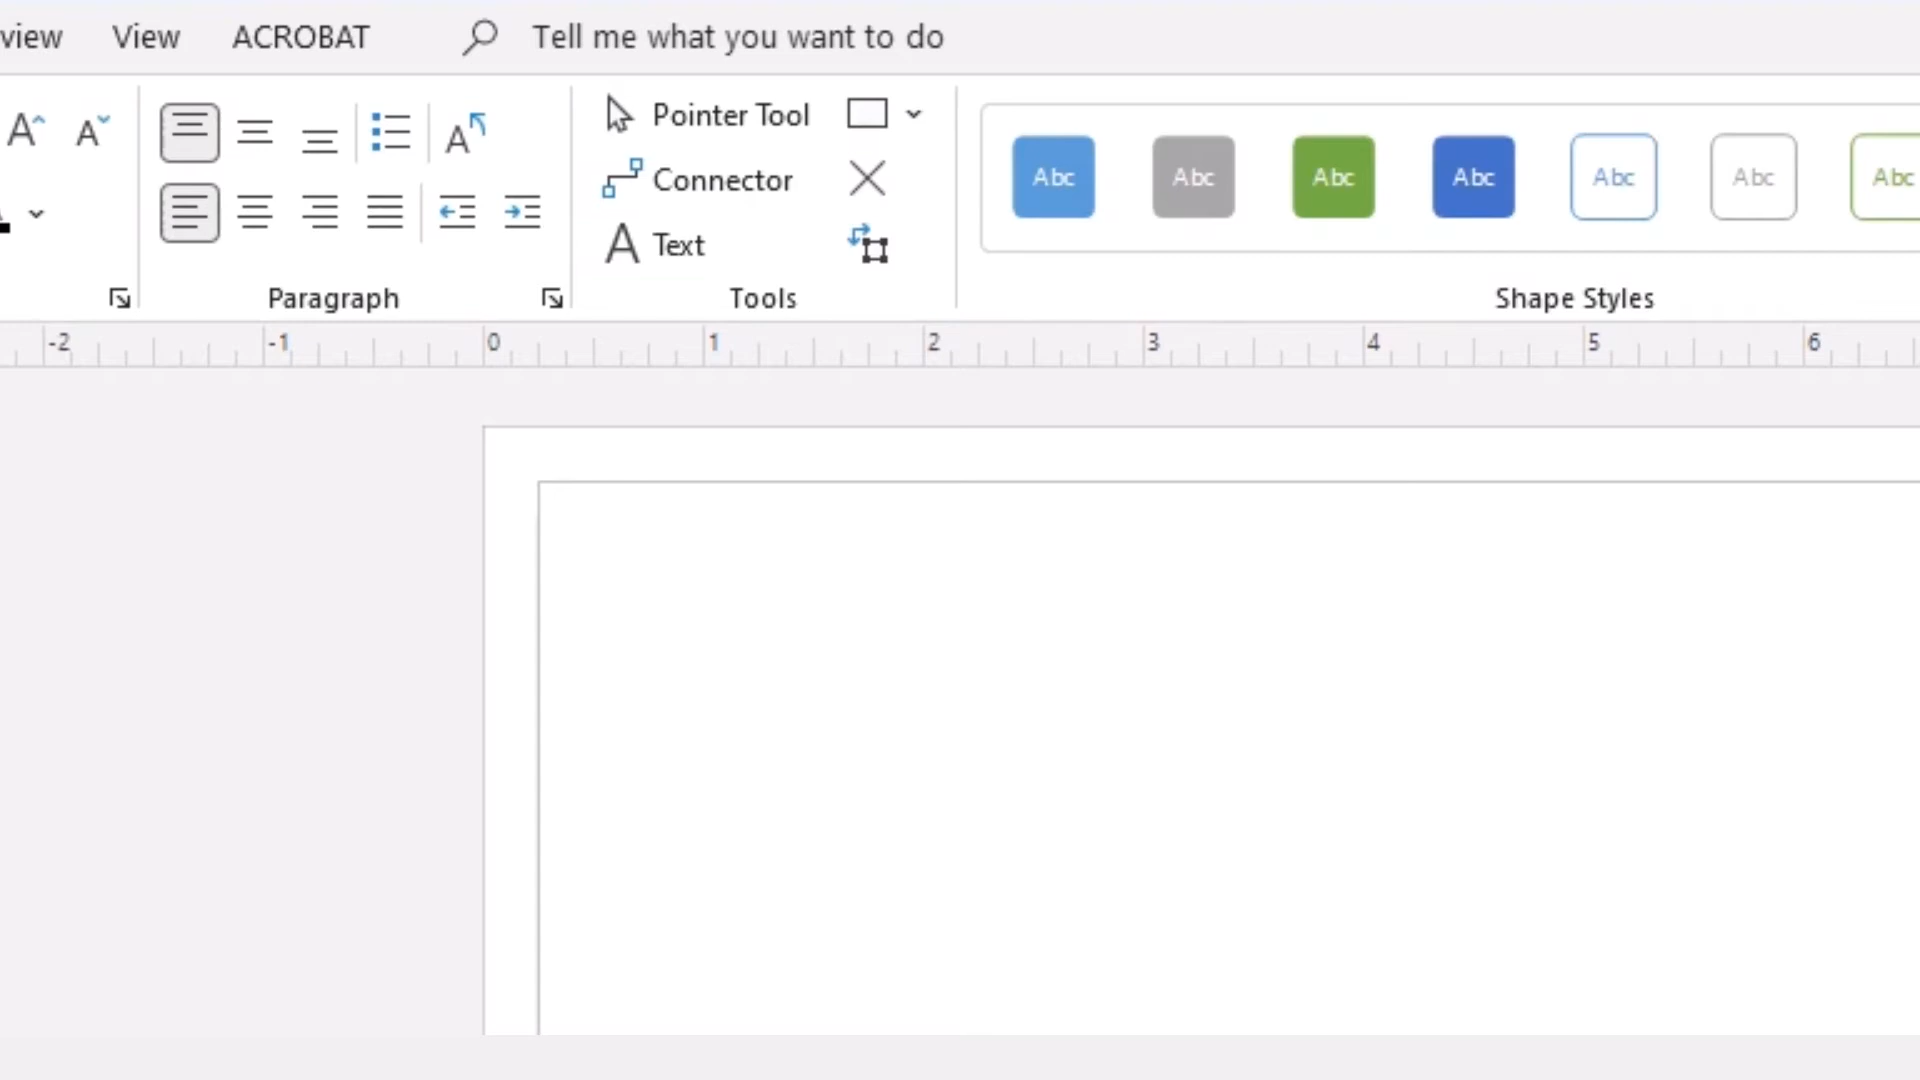 view View ACROBAT Tell me what you want to do
A A A
Pointer Tool
Connector
A Text
Abc Abc Abc Abc Abc Abc Abc
Paragraph Tools Shape Styles
-2 -1 0 1 2 3 4 5 6